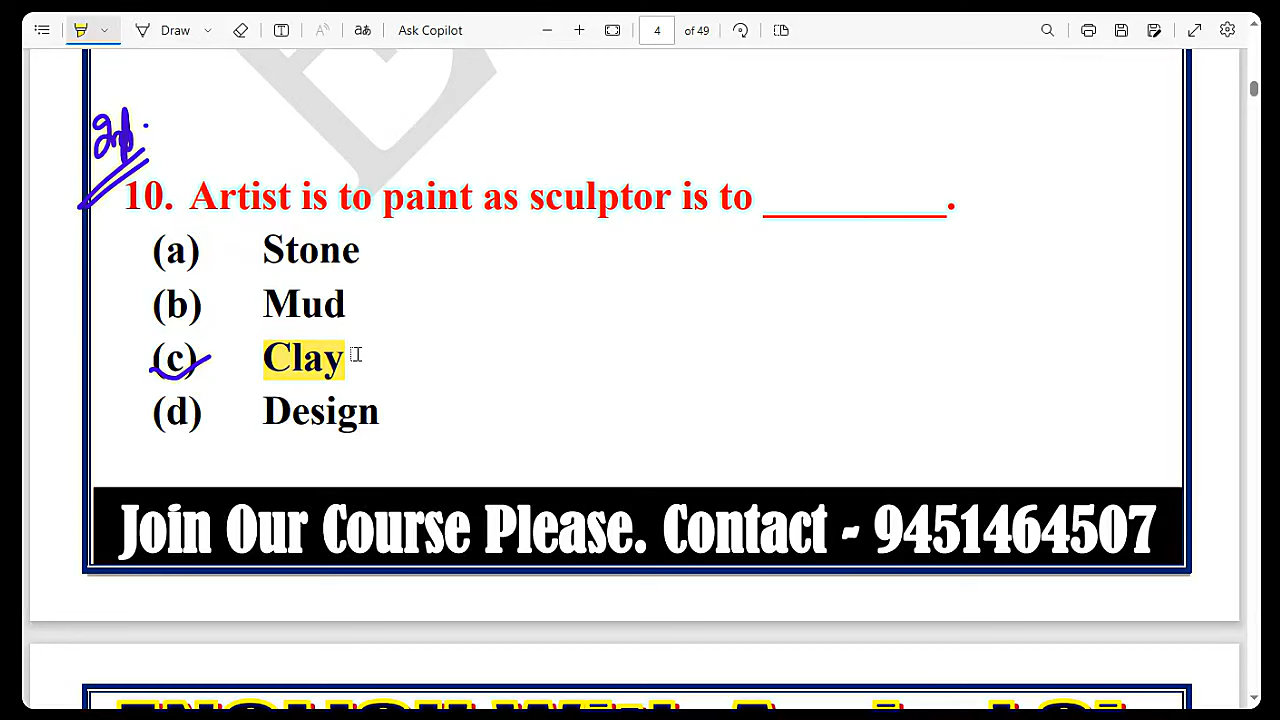 Draw
Ask Copilot
4 of 49
10. Artist is to paint as sculptor is to _________.
(a) Stone
(b) Mud
(c) Clay
(d) Design
Join Our Course Please. Contact - 9451464507